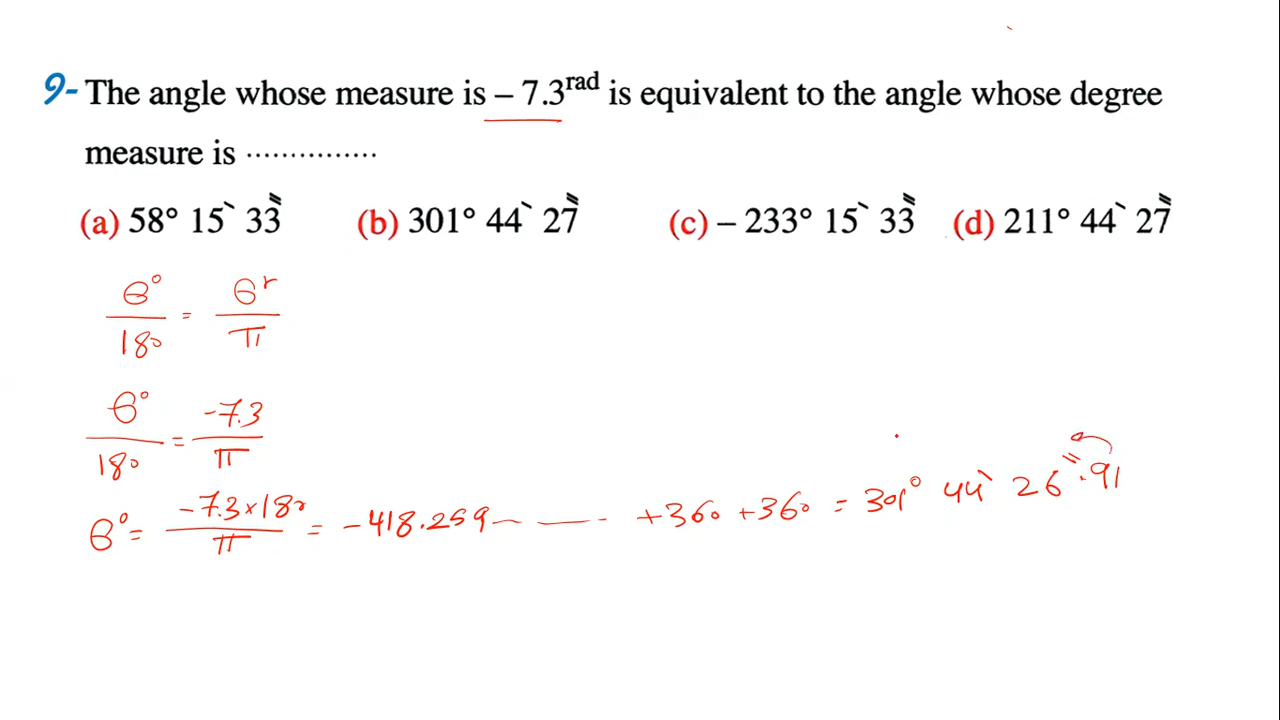 9- The angle whose measure is – 7.3^rad is equivalent to the angle whose degree
measure is ...............
(a) 58° 15` 33`` (b) 301° 44` 27`` (c) – 233° 15` 33`` (d) 211° 44` 27``
θ°/180 = θʳ/π
θ°/180 = -7.3/π
θ° = -7.3×180/π = -418.259 — — +360 +360 = 301° 44` 26``.91